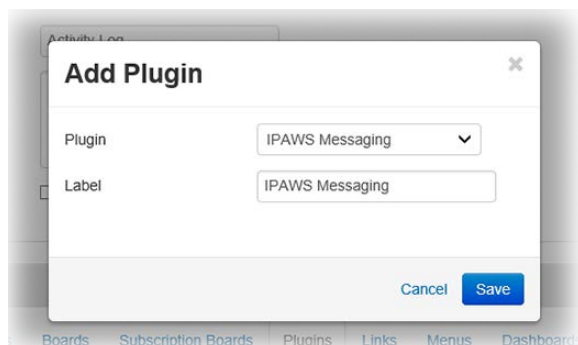 Activity Log
Add Plugin
×
Plugin
IPAWS Messaging
Label
IPAWS Messaging
Cancel
Save
Boards
Subscription Boards
Plugins
Links
Menus
Dashboard